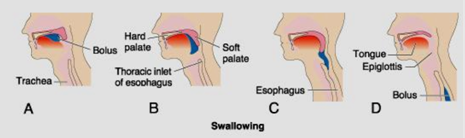 Bolus
Trachea
A
Hard
palate
Soft
palate
Thoracic inlet
of esophagus
B
Esophagus
C
Tongue
Epiglottis
Bolus
D
Swallowing